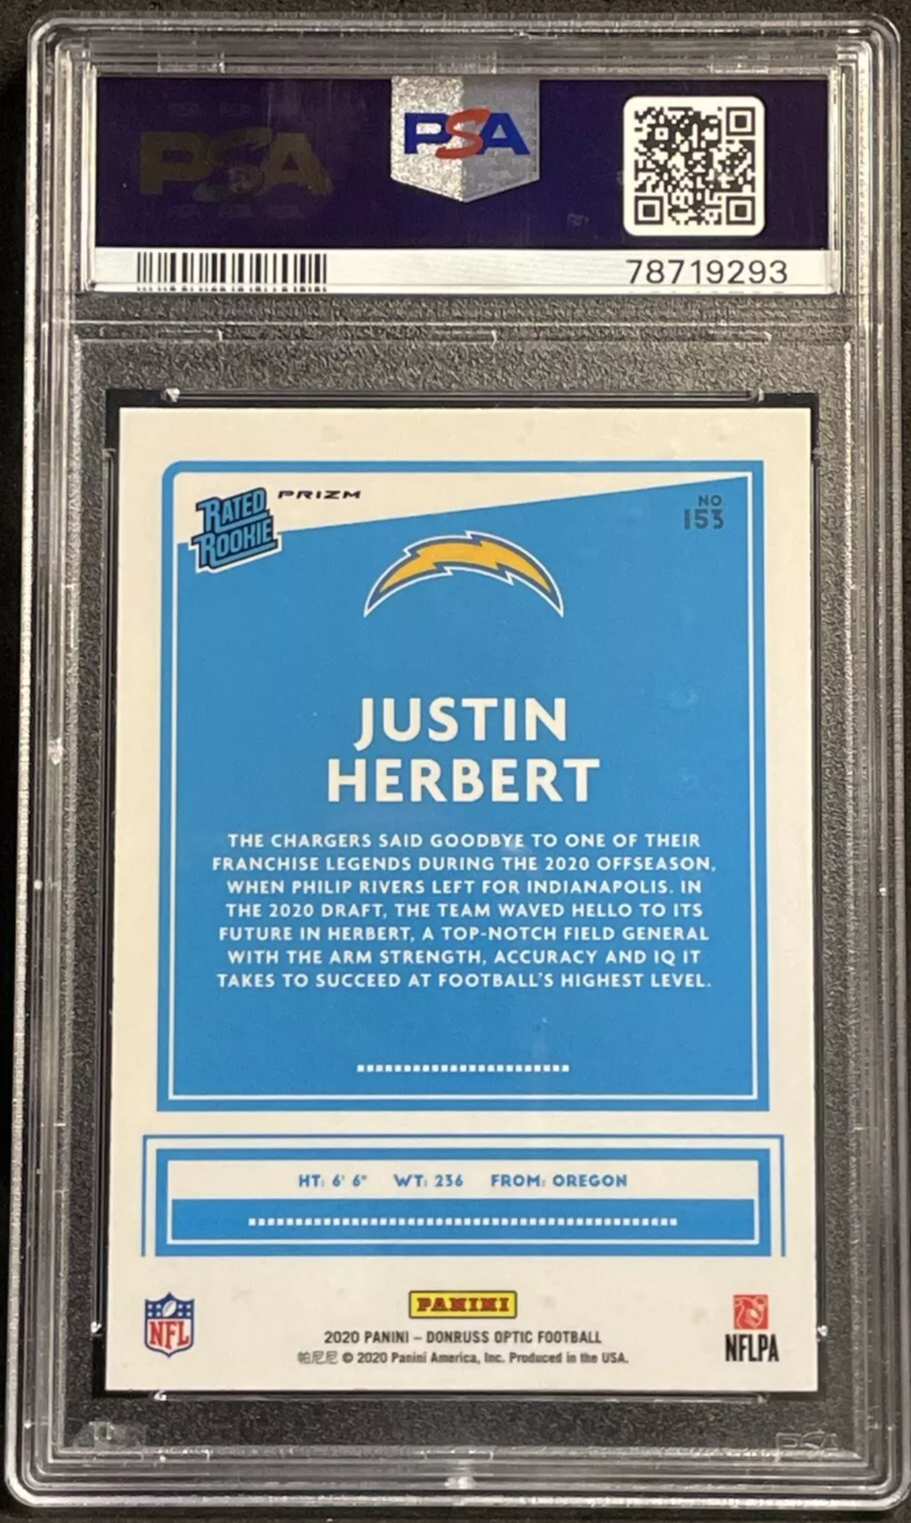 PSA
PSA
78719293
RATED
ROOKIE
PRIZM
NO
153
JUSTIN
HERBERT
THE CHARGERS SAID GOODBYE TO ONE OF THEIR
FRANCHISE LEGENDS DURING THE 2020 OFFSEASON,
WHEN PHILIP RIVERS LEFT FOR INDIANAPOLIS. IN
THE 2020 DRAFT, THE TEAM WAVED HELLO TO ITS
FUTURE IN HERBERT, A TOP-NOTCH FIELD GENERAL
WITH THE ARM STRENGTH, ACCURACY AND IQ IT
TAKES TO SUCCEED AT FOOTBALL'S HIGHEST LEVEL.
HT: 6' 6" WT: 236 FROM: OREGON
NFL
PANINI
2020 PANINI – DONRUSS OPTIC FOOTBALL
帕尼尼 © 2020 Panini America, Inc. Produced in the USA.
NFLPA
PSA